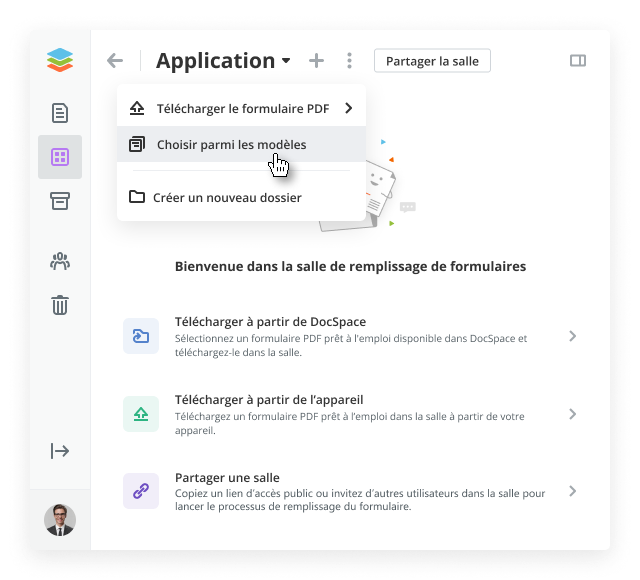 Application
Partager la salle
Télécharger le formulaire PDF
Choisir parmi les modèles
Créer un nouveau dossier
Bienvenue dans la salle de remplissage de formulaires
Télécharger à partir de DocSpace
Sélectionnez un formulaire PDF prêt à l'emploi disponible dans DocSpace et
téléchargez-le dans la salle.
Télécharger à partir de l'appareil
Téléchargez un formulaire PDF prêt à l'emploi dans la salle à partir de votre
appareil.
Partager une salle
Copiez un lien d'accès public ou invitez d'autres utilisateurs dans la salle pour
lancer le processus de remplissage du formulaire.